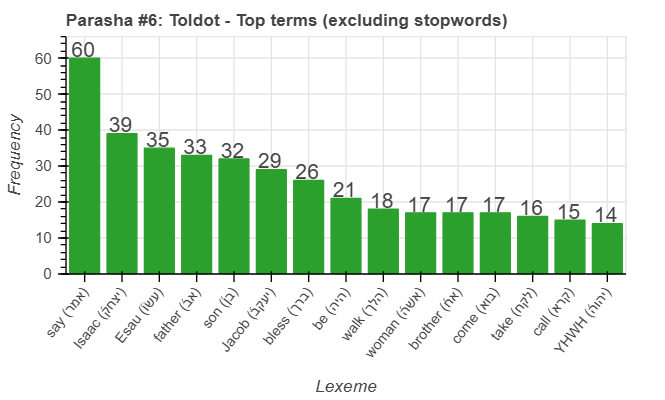 Parasha #6: Toldot - Top terms (excluding stopwords)
Frequency
60
50
40
30
20
10
0
60
39
35
33
32
29
26
21
18
17
17
17
16
15
14
say (אמר)
Isaac (יצחק)
Esau (עשו)
father (אב)
son (בן)
Jacob (יעקב)
bless (ברך)
be (היה)
walk (הלך)
woman (אשה)
brother (אח)
come (בוא)
take (לקח)
call (קרא)
YHWH (יהוה)
Lexeme